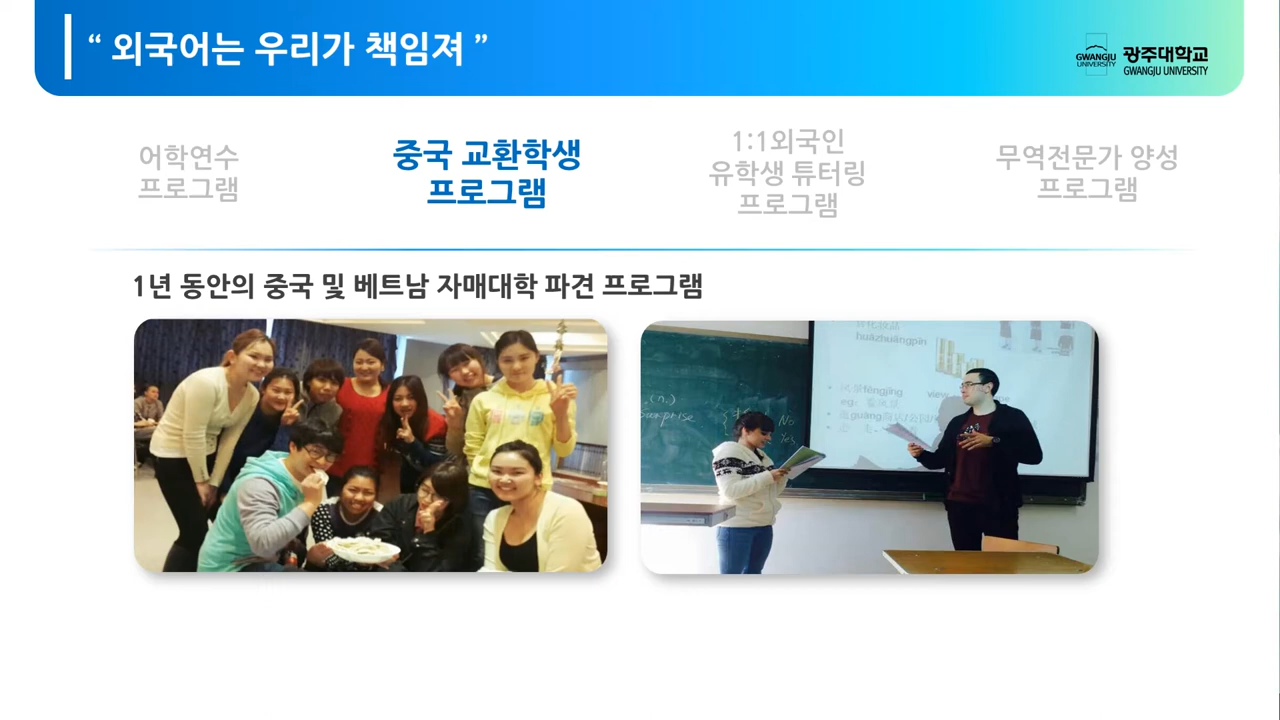 “ 외국어는 우리가 책임져 ”
GWANGJU
UNIVERSITY
광주대학교
GWANGJU UNIVERSITY
어학연수
프로그램
중국 교환학생
프로그램
1:1외국인
유학생 튜터링
프로그램
무역전문가 양성
프로그램
1년 동안의 중국 및 베트남 자매대학 파견 프로그램
huàzhuāngpǐn
fēngjǐng view
guāng
(n.)
surprise
No
Yes